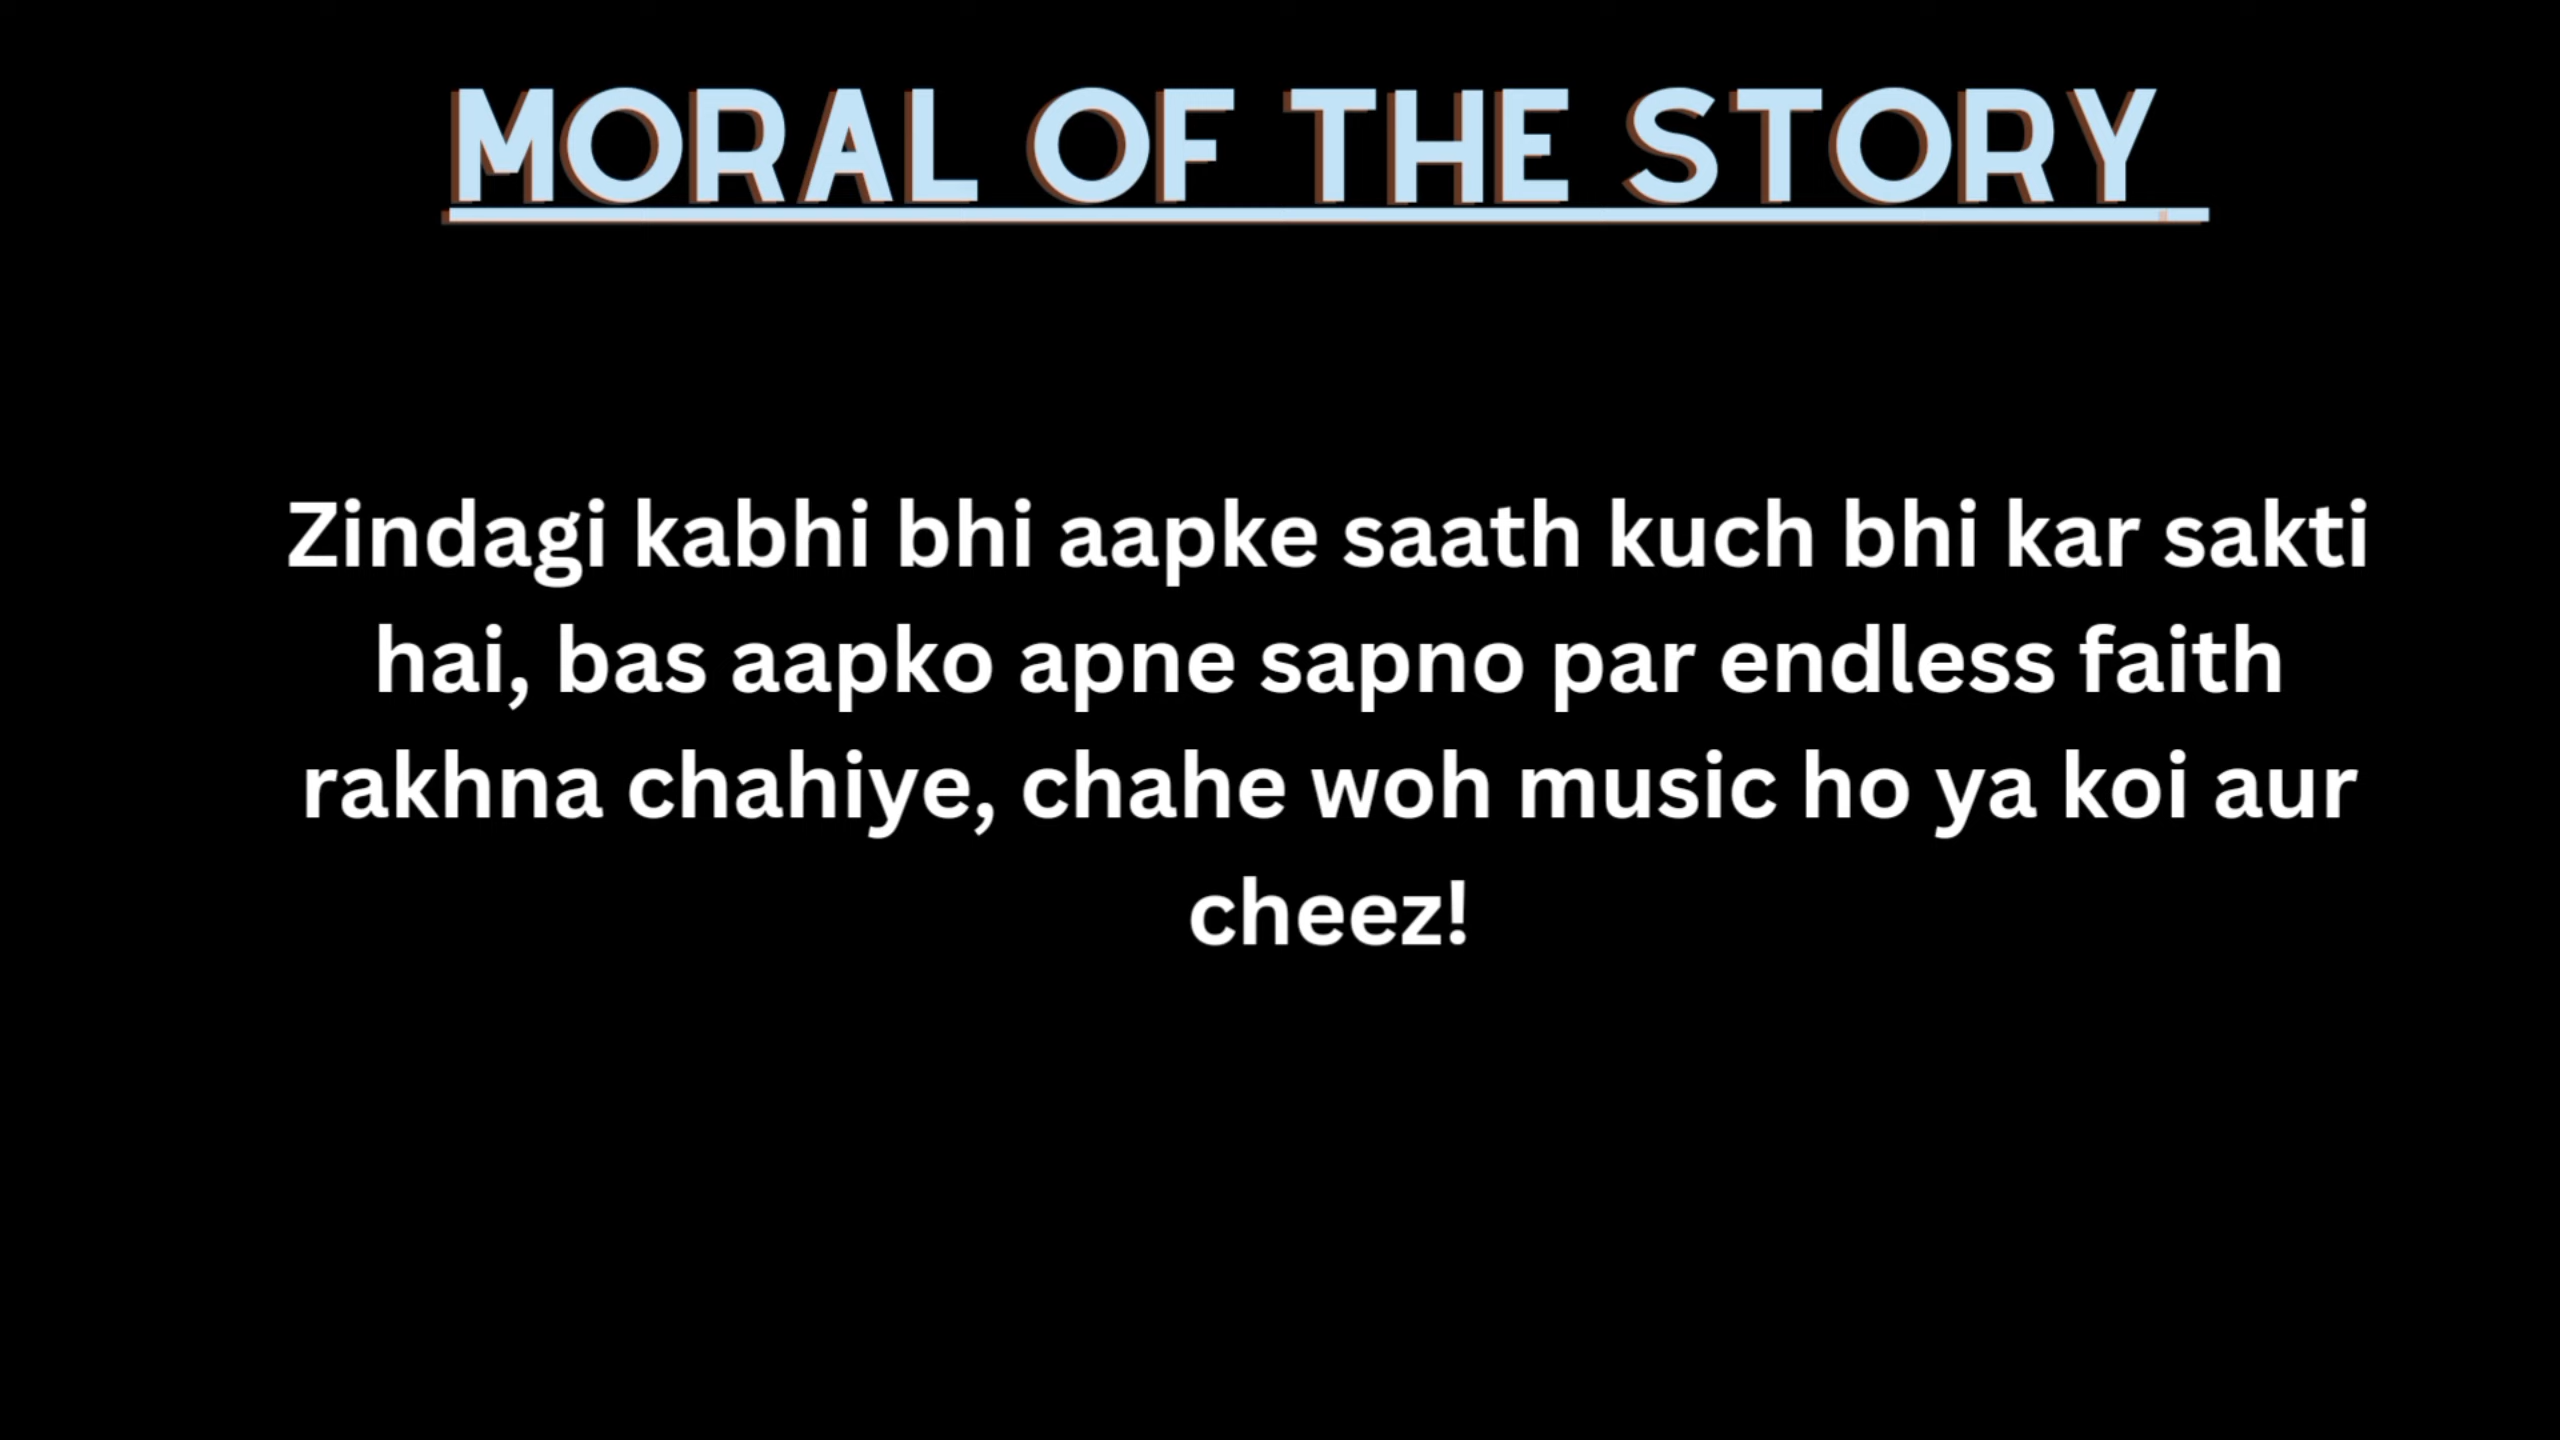 MORAL OF THE STORY
Zindagi kabhi bhi aapke saath kuch bhi kar sakti
hai, bas aapko apne sapno par endless faith
rakhna chahiye, chahe woh music ho ya koi aur
cheez!